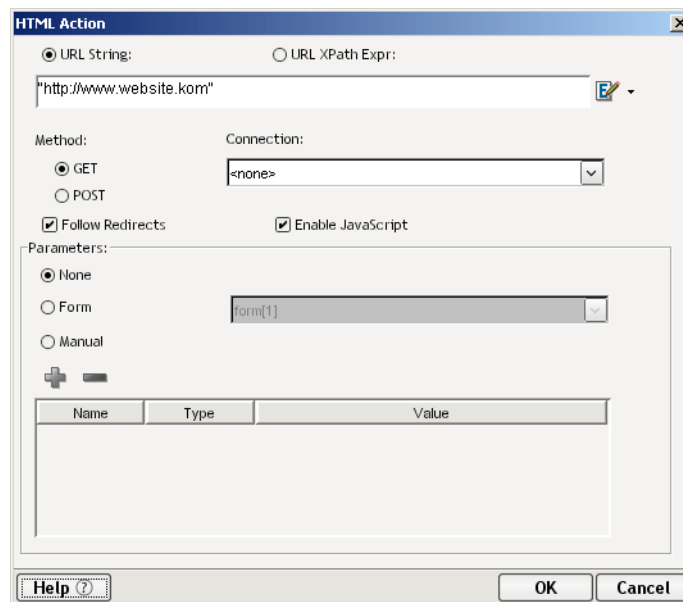 HTML Action
URL String: URL XPath Expr:
"http://www.website.kom"
Method: Connection:
GET <none>
POST
Follow Redirects Enable JavaScript
Parameters:
None
Form form[1]
Manual
Name Type Value
Help ? OK Cancel